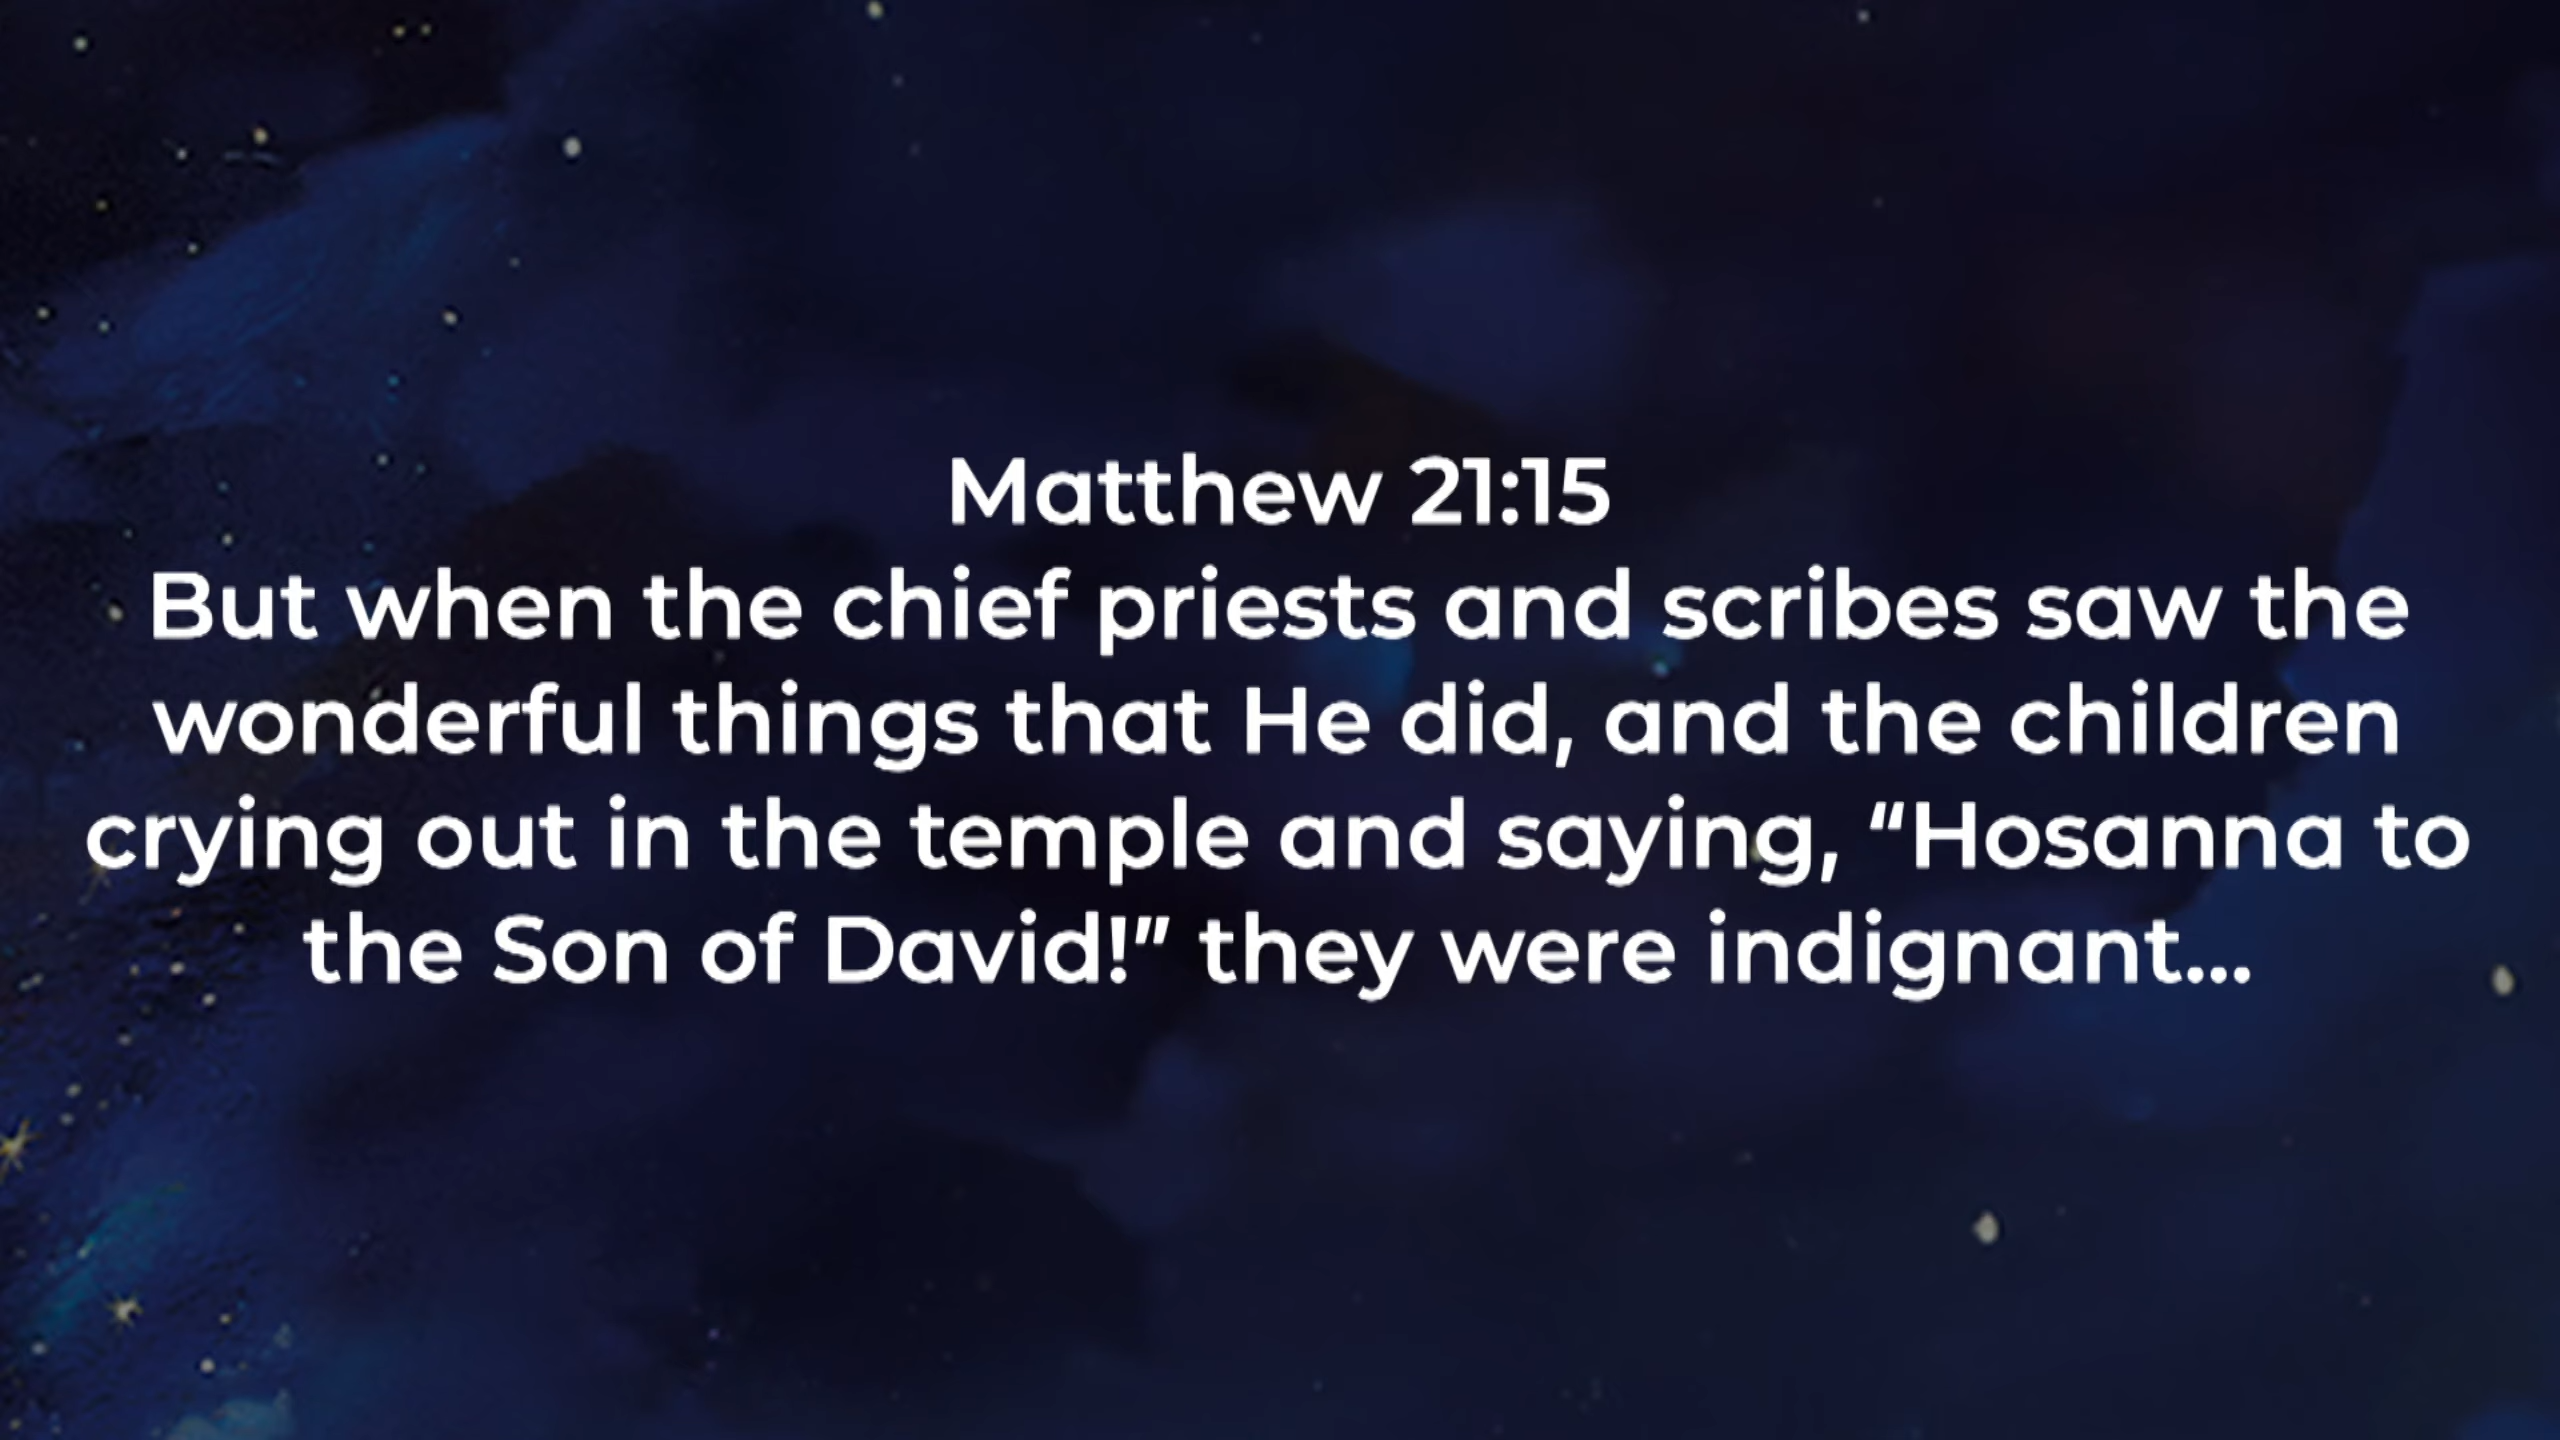 Matthew 21:15
But when the chief priests and scribes saw the
wonderful things that He did, and the children
crying out in the temple and saying, “Hosanna to
the Son of David!” they were indignant...